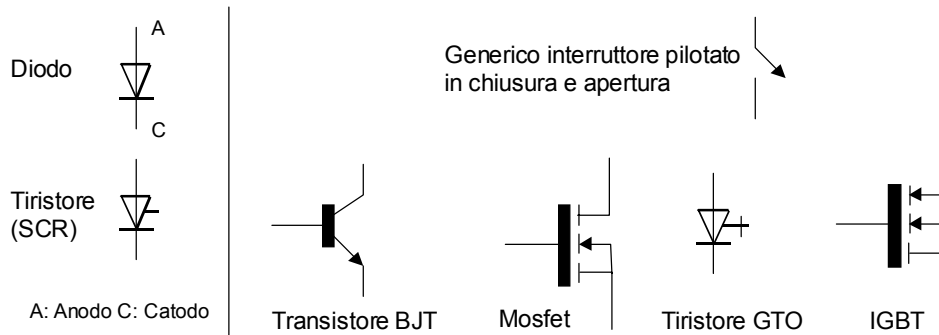 A
Diodo
C
Tiristore
(SCR)
A: Anodo C: Catodo
Generico interruttore pilotato
in chiusura e apertura
Transistore BJT
Mosfet
Tiristore GTO
IGBT